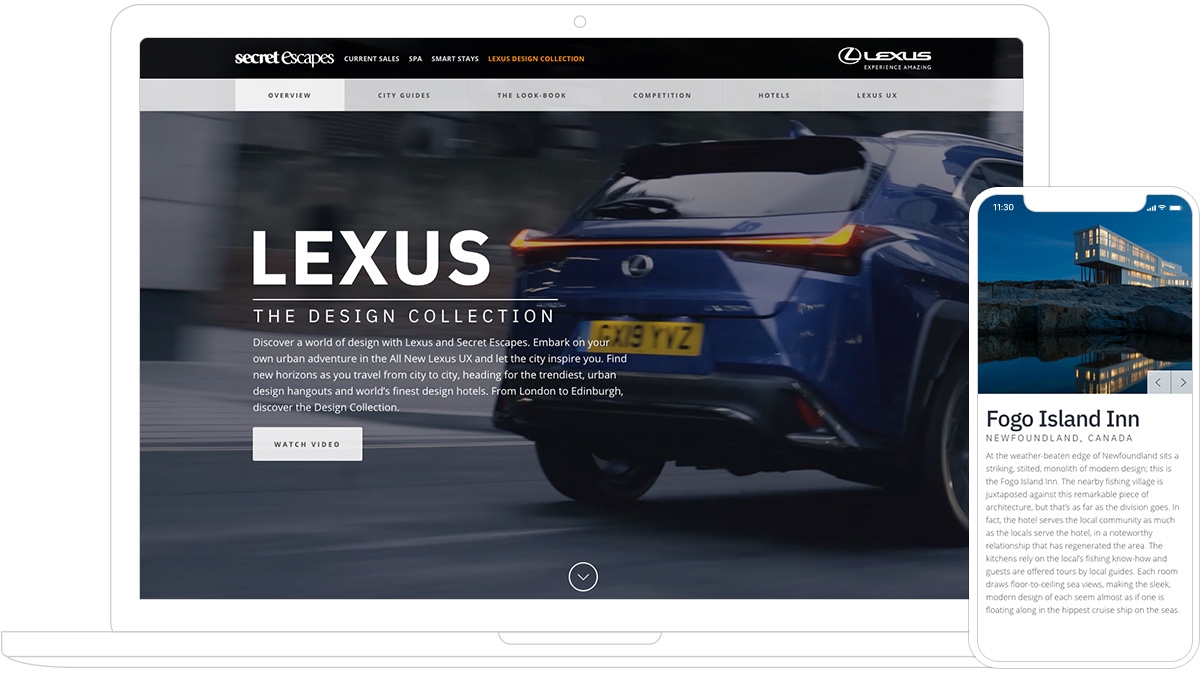 secret escapes CURRENT SALES SPA SMART STAYS LEXUS DESIGN COLLECTION LEXUS
EXPERIENCE AMAZING
OVERVIEW CITY GUIDES THE LOOK-BOOK COMPETITION HOTELS LEXUS UX
LEXUS
THE DESIGN COLLECTION
Discover a world of design with Lexus and Secret Escapes. Embark on your
own urban adventure in the All New Lexus UX and let the city inspire you. Find
new horizons as you travel from city to city, heading for the trendiest, urban
design hangouts and world's finest design hotels. From London to Edinburgh,
discover the Design Collection.
WATCH VIDEO
GX19 YVZ
11:30
Fogo Island Inn
NEWFOUNDLAND, CANADA
At the weather-beaten edge of Newfoundland sits a
striking, stilted, monolith of modern design; this is
the Fogo Island Inn. The nearby fishing village is
juxtaposed against this remarkable piece of
architecture, but that's as far as the division goes. In
fact, the hotel serves the local community as much
as the locals serve the hotel, in a noteworthy
relationship that has regenerated the area. The
kitchens rely on the local's fishing know-how and
guests are offered tours by local guides. Each room
draws floor-to-ceiling sea views, making the sleek,
modern design of each seem almost as if one is
floating along in the hippest cruise ship on the seas.